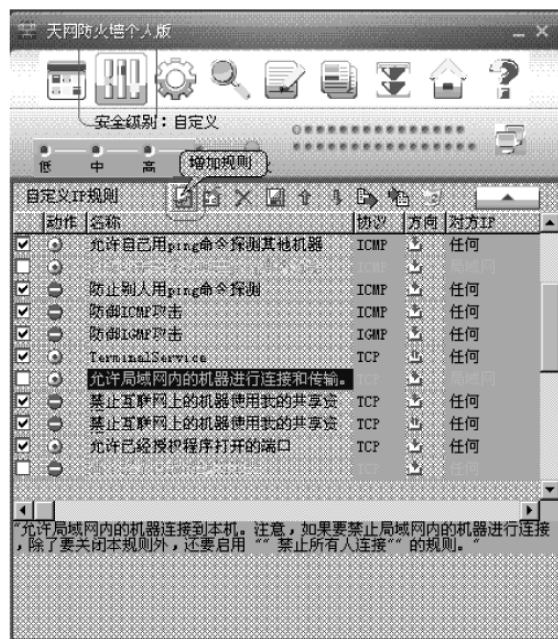 天网防火墙个人版
安全级别：自定义
低 中 高
增加规则
自定义IP规则
动作 名称 协议 方向 对方IP
允许自己用ping命令探测其他机器 ICMP 任何
局域网
防止别人用ping命令探测 ICMP 任何
防御ICMP攻击 ICMP 任何
防御IGMP攻击 IGMP 任何
TerminalService TCP 任何
允许局域网内的机器进行连接和传输。 TCP 局域网
禁止互联网上的机器使用我的共享资 TCP 任何
禁止互联网上的机器使用我的共享资 TCP 任何
允许已经授权程序打开的端口 TCP 任何
TCP
"允许局域网内的机器连接到本机。注意，如果要禁止局域网内的机器进行连接
，除了要关闭本规则外，还要启用 ““ 禁止所有人连接““ 的规则。"